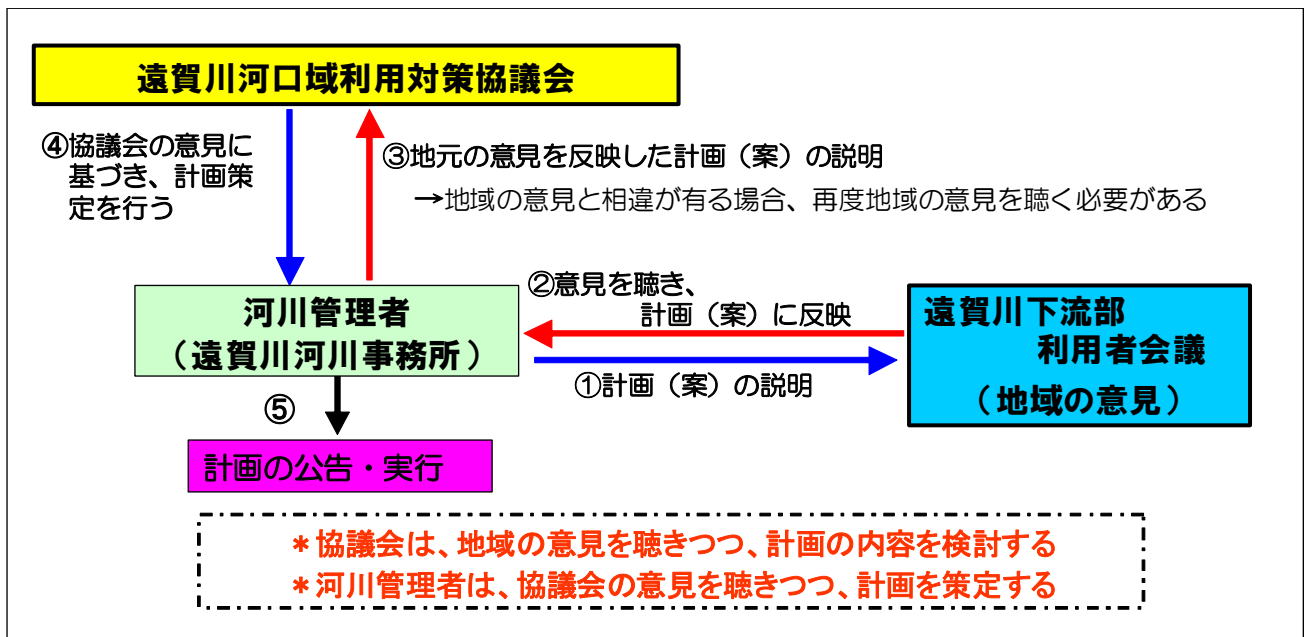 遠賀川河口域利用対策協議会
④協議会の意見に
基づき、計画策
定を行う
③地元の意見を反映した計画（案）の説明
→地域の意見と相違が有る場合、再度地域の意見を聴く必要がある
河川管理者
（遠賀川河川事務所）
②意見を聴き、
計画（案）に反映
①計画（案）の説明
遠賀川下流部
利用者会議
（地域の意見）
⑤
計画の公告・実行
＊協議会は、地域の意見を聴きつつ、計画の内容を検討する
＊河川管理者は、協議会の意見を聴きつつ、計画を策定する